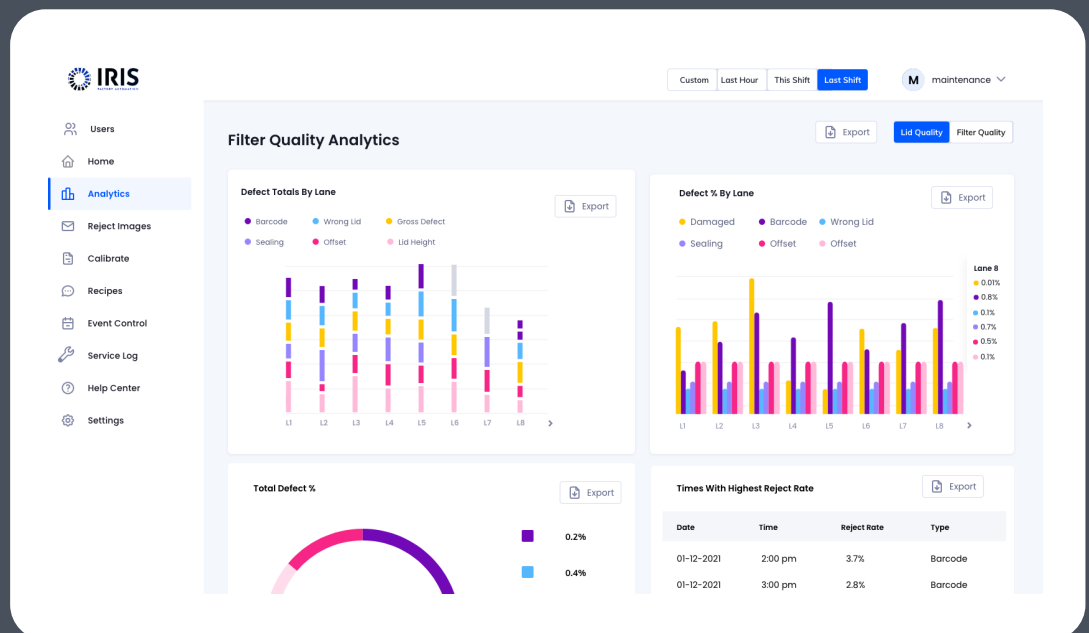 IRIS
FACTORY AUTOMATION
Custom Last Hour This Shift Last Shift
M maintenance
Users
Home
Analytics
Reject Images
Calibrate
Recipes
Event Control
Service Log
Help Center
Settings
Filter Quality Analytics
Export
Lid Quality Filter Quality
Defect Totals By Lane
Export
Barcode Wrong Lid Gross Defect
Sealing Offset Lid Height
L1 L2 L3 L4 L5 L6 L7 L8
Defect % By Lane
Export
Damaged Barcode Wrong Lid
Sealing Offset Offset
Lane 8
0.01%
0.8%
0.1%
0.7%
0.5%
0.1%
L1 L2 L3 L4 L5 L6 L7 L8
Total Defect %
Export
0.2%
0.4%
Times With Highest Reject Rate
Export
Date Time Reject Rate Type
01-12-2021 2:00 pm 3.7% Barcode
01-12-2021 3:00 pm 2.8% Barcode